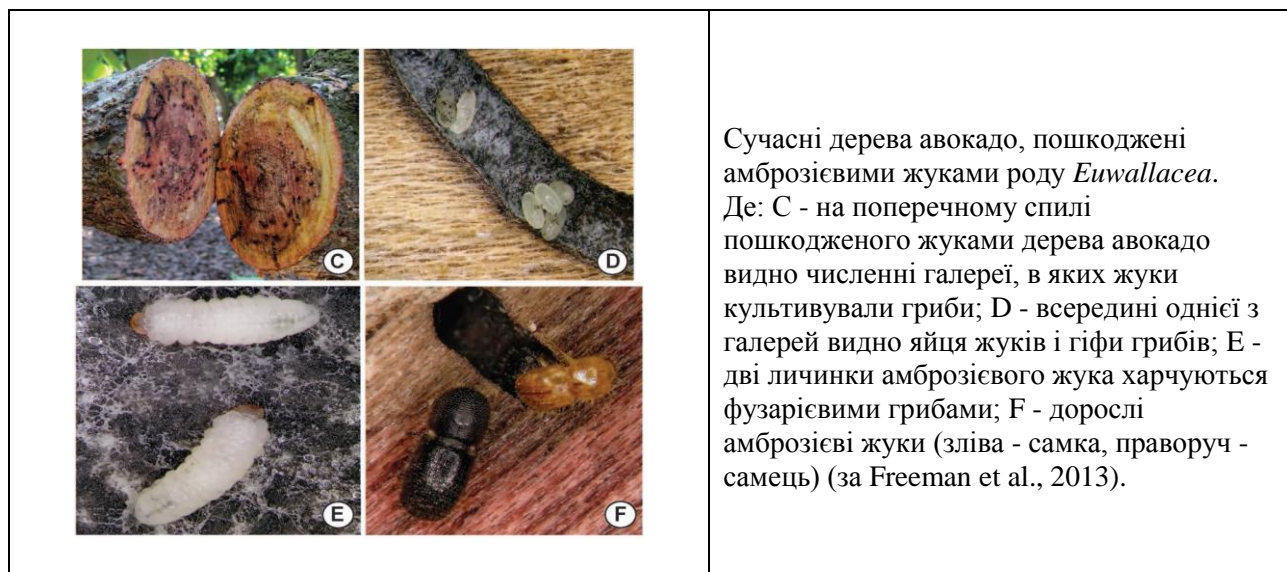 C
D
E
F
Сучасні дерева авокадо, пошкоджені
амброзієвими жуками роду Euwallacea.
Де: С - на поперечному спилі
пошкодженого жуками дерева авокадо
видно численні галереї, в яких жуки
культивували гриби; D - всередині однієї з
галерей видно яйця жуків і гіфи грибів; Е -
дві личинки амброзієвого жука харчуються
фузарієвими грибами; F - дорослі
амброзієві жуки (зліва - самка, праворуч -
самець) (за Freeman et al., 2013).